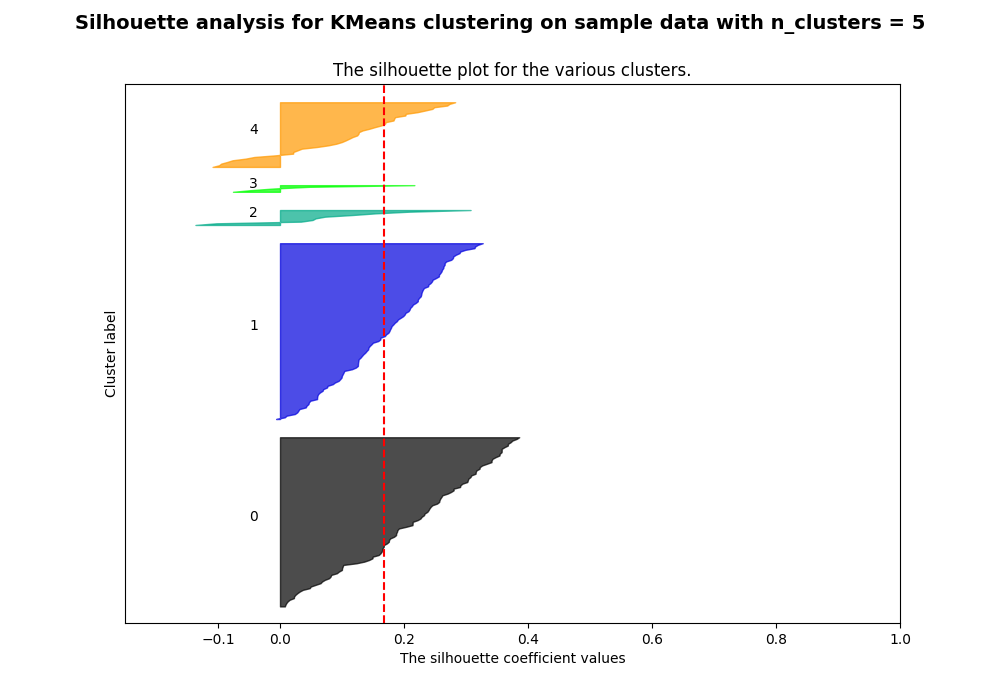 Silhouette analysis for KMeans clustering on sample data with n_clusters = 5
The silhouette plot for the various clusters.
4
3
2
1
0
Cluster label
−0.1 0.0 0.2 0.4 0.6 0.8 1.0
The silhouette coefficient values